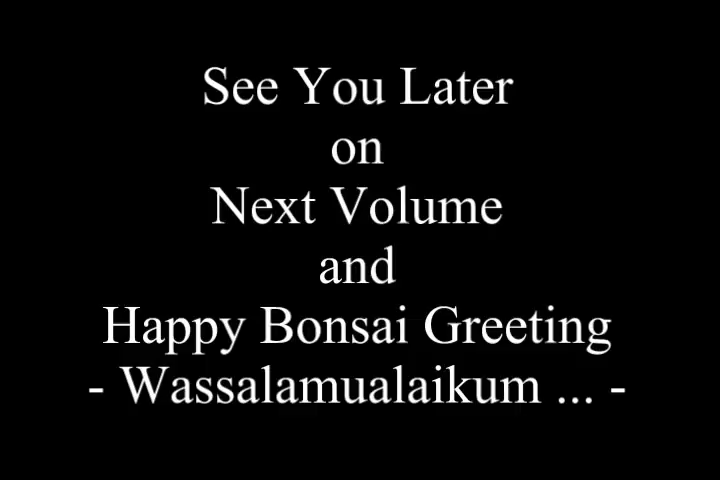 See You Later
on
Next Volume
and
Happy Bonsai Greeting
- Wassalamualaikum ... -